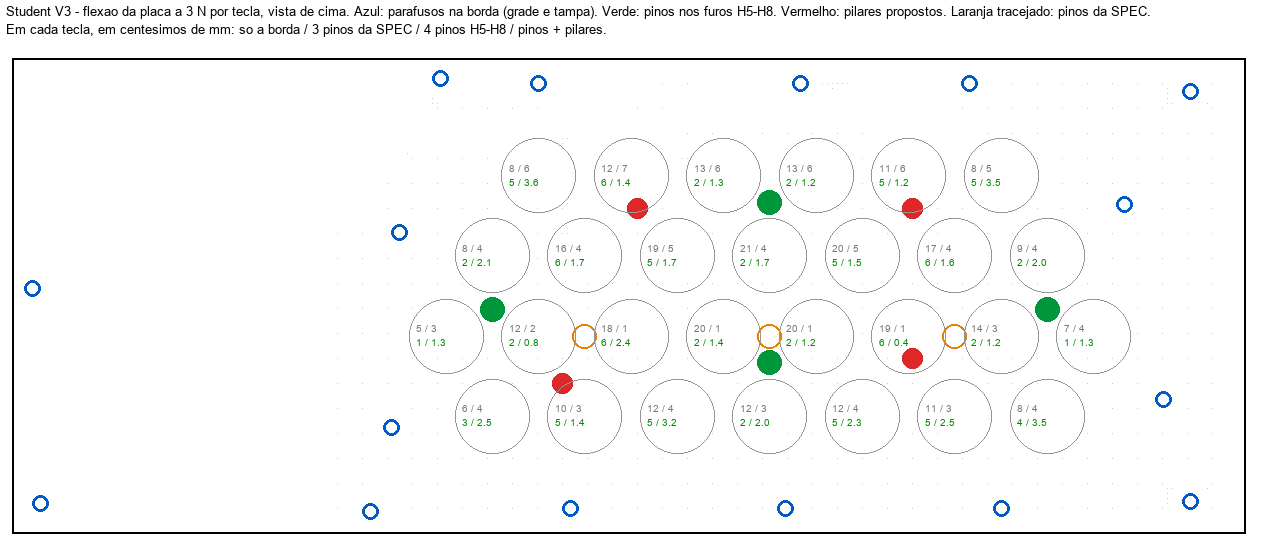 Student V3 - flexao da placa a 3 N por tecla, vista de cima. Azul: parafusos na borda (grade e tampa). Verde: pinos nos furos H5-H8. Vermelho: pilares propostos. Laranja tracejado: pinos da SPEC.
Em cada tecla, em centesimos de mm: so a borda / 3 pinos da SPEC / 4 pinos H5-H8 / pinos + pilares.
8 / 6 12 / 7 13 / 6 13 / 6 11 / 6 8 / 5
5 / 3.6 6 / 1.4 2 / 1.3 2 / 1.2 5 / 1.2 5 / 3.5
8 / 4 16 / 4 19 / 5 21 / 4 20 / 5 17 / 4 9 / 4
2 / 2.1 6 / 1.7 5 / 1.7 2 / 1.7 5 / 1.5 6 / 1.6 2 / 2.0
5 / 3 12 / 2 18 / 1 20 / 1 20 / 1 19 / 1 14 / 3 7 / 4
1 / 1.3 2 / 0.8 6 / 2.4 2 / 1.4 2 / 1.2 6 / 0.4 2 / 1.2 1 / 1.3
6 / 4 10 / 3 12 / 4 12 / 3 12 / 4 11 / 3 8 / 4
3 / 2.5 5 / 1.4 5 / 3.2 2 / 2.0 5 / 2.3 5 / 2.5 4 / 3.5